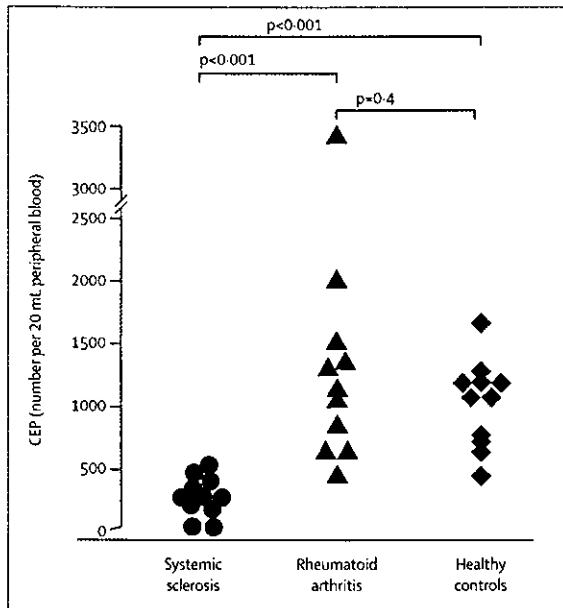 p<0·001
p<0·001
p=0·4
3500
3000
2500
2000
1500
1000
500
0
CEP (number per 20 mt. peripheral blood)
Systemic
sclerosis
Rheumatoid
arthritis
Healthy
controls